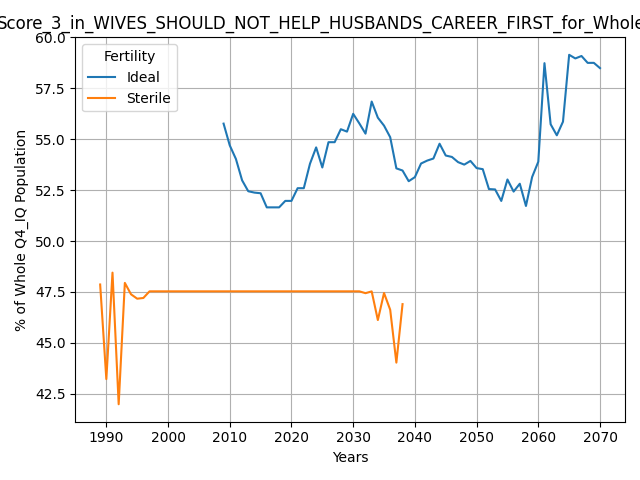 Score_3_in_WIVES_SHOULD_NOT_HELP_HUSBANDS_CAREER_FIRST_for_Whole
Fertility
Ideal
Sterile
% of Whole Q4_IQ Population
60.0
57.5
55.0
52.5
50.0
47.5
45.0
42.5
1990 2000 2010 2020 2030 2040 2050 2060 2070
Years